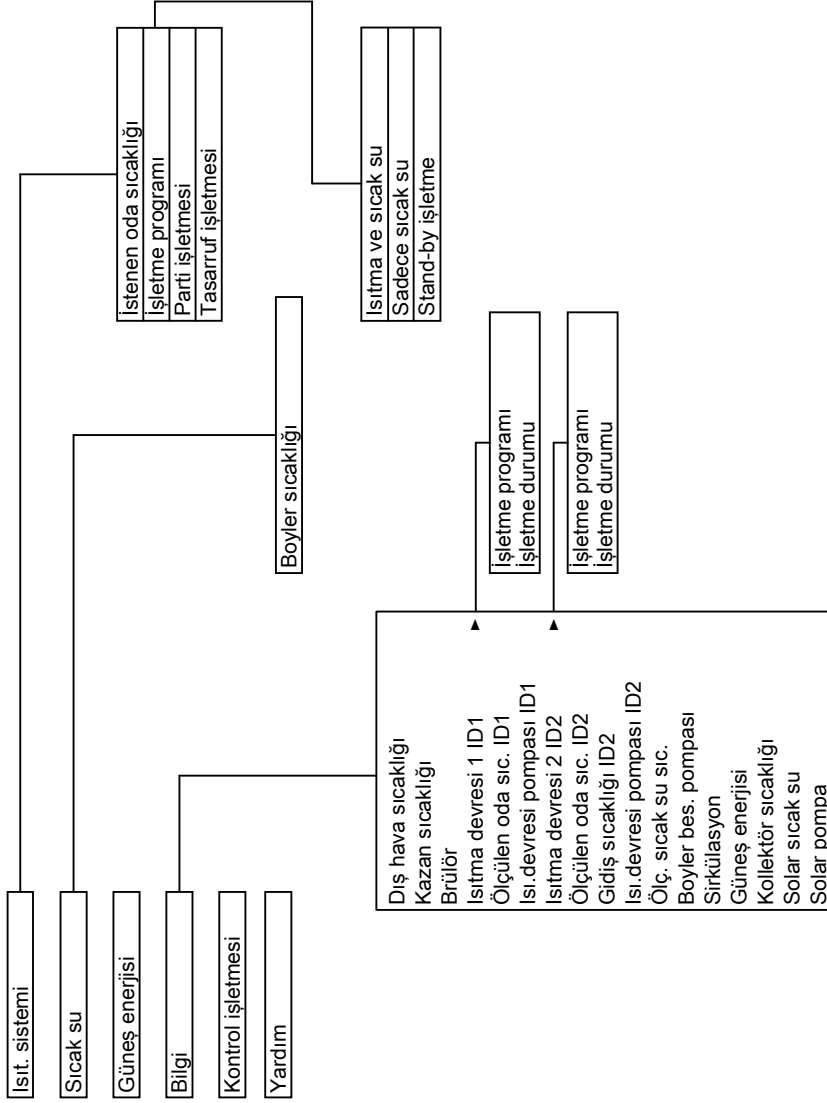 Isıt. sistemi
Sıcak su
Güneş enerjisi
Bilgi
Kontrol işletmesi
Yardım
İstenen oda sıcaklığı
İşletme programı
Parti işletmesi
Tasarruf işletmesi
Isıtma ve sıcak su
Sadece sıcak su
Stand-by işletme
Boyler sıcaklığı
Dış hava sıcaklığı
Kazan sıcaklığı
Brülör
Isıtma devresi 1 ID1
Ölçülen oda sıc. ID1
Isı.devresi pompası ID1
Isıtma devresi 2 ID2
Ölçülen oda sıc. ID2
Gidiş sıcaklığı ID2
Isı.devresi pompası ID2
Ölç. sıcak su sıc.
Boyler bes. pompası
Sirkülasyon
Güneş enerjisi
Kollektör sıcaklığı
Solar sıcak su
Solar pompa
İşletme programı
İşletme durumu
İşletme programı
İşletme durumu